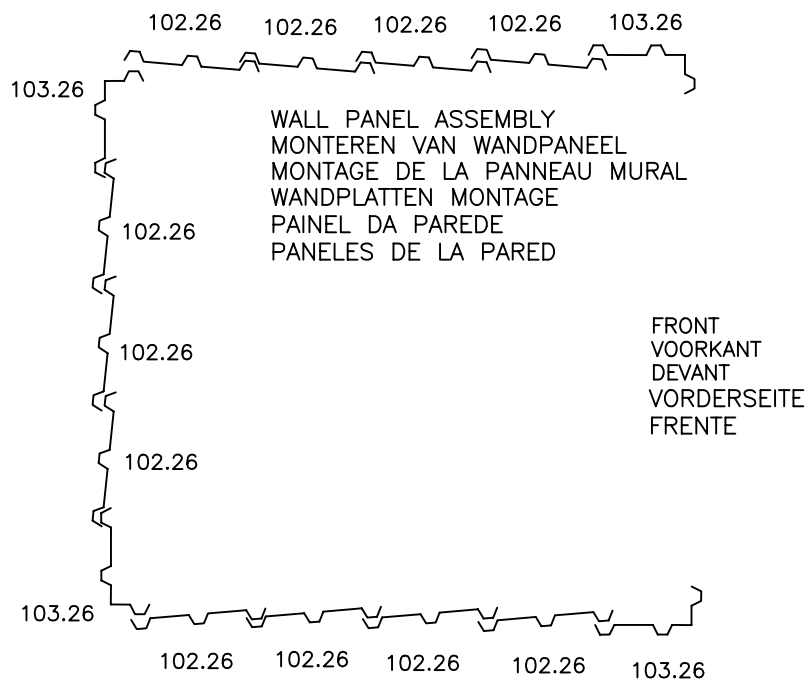 102.26 102.26 102.26 102.26 103.26
103.26
WALL PANEL ASSEMBLY
MONTEREN VAN WANDPANEEL
MONTAGE DE LA PANNEAU MURAL
WANDPLATTEN MONTAGE
PAINEL DA PAREDE
PANELES DE LA PARED
102.26
102.26
102.26
FRONT
VOORKANT
DEVANT
VORDERSEITE
FRENTE
103.26
102.26 102.26 102.26 102.26 103.26